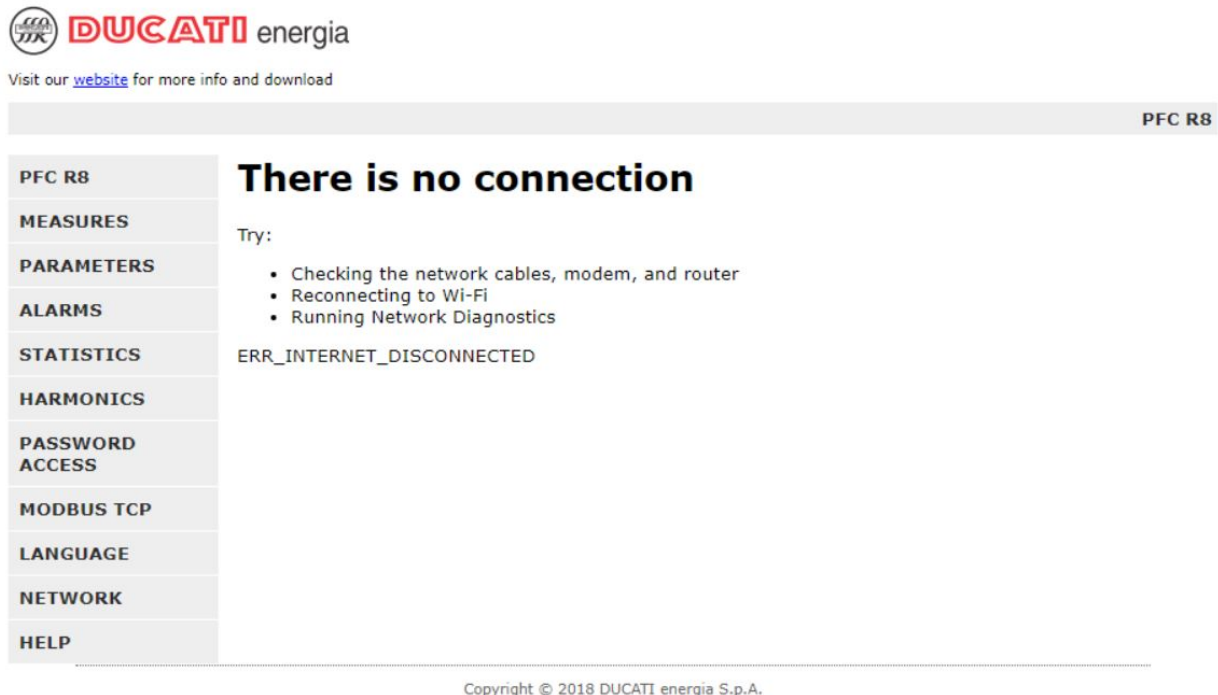 DUCATI energia
Visit our website for more info and download
PFC R8
PFC R8
MEASURES
PARAMETERS
ALARMS
STATISTICS
HARMONICS
PASSWORD
ACCESS
MODBUS TCP
LANGUAGE
NETWORK
HELP
There is no connection
Try:
• Checking the network cables, modem, and router
• Reconnecting to Wi-Fi
• Running Network Diagnostics
ERR_INTERNET_DISCONNECTED
Copyright © 2018 DUCATI energia S.p.A.